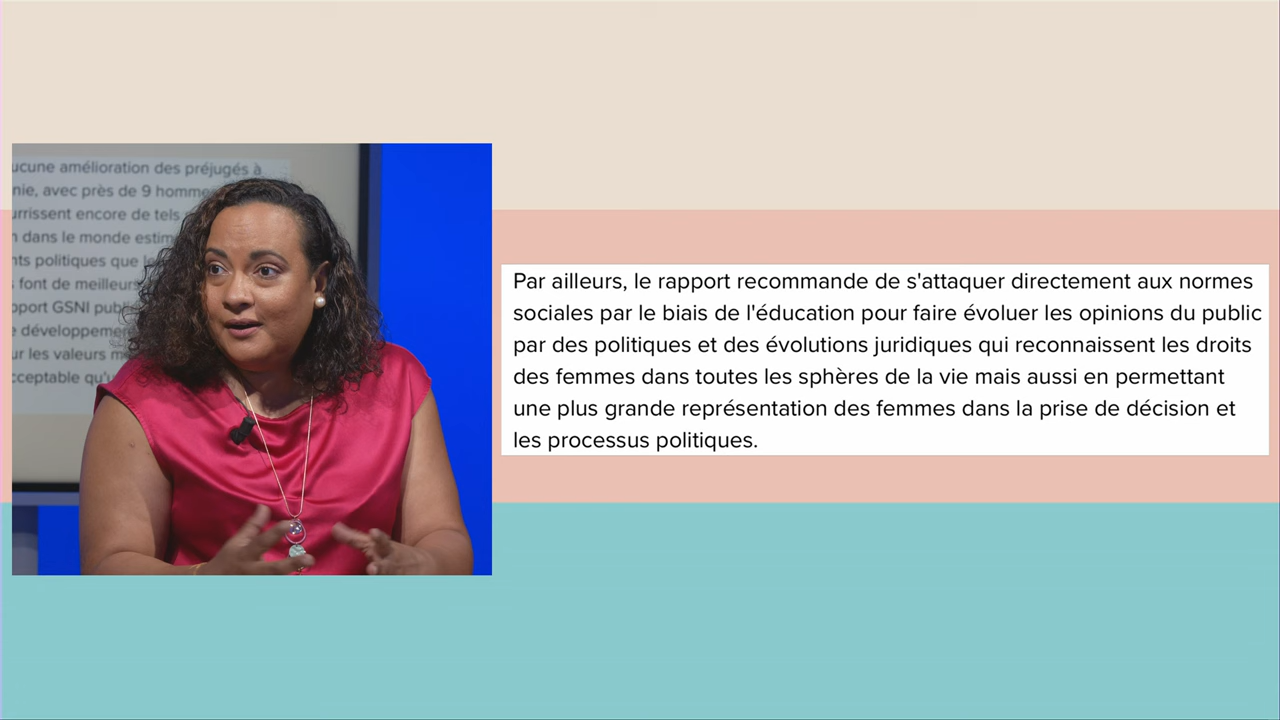 ucune amélioration des préjugés à
nie, avec près de 9 homme
urrissent encore de tels
dans le monde estim
ts politiques que
font de meilleurs
pport GSNI publi
développemen
ur les valeurs
cceptable qu'u
Par ailleurs, le rapport recommande de s'attaquer directement aux normes
sociales par le biais de l'éducation pour faire évoluer les opinions du public
par des politiques et des évolutions juridiques qui reconnaissent les droits
des femmes dans toutes les sphères de la vie mais aussi en permettant
une plus grande représentation des femmes dans la prise de décision et
les processus politiques.